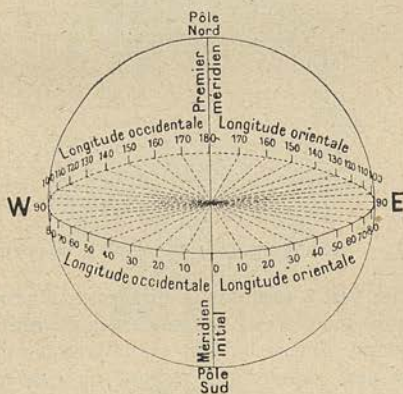 Pôle
Nord
Premier
méridien
Longitude occidentale
Longitude orientale
100 110 120 130 140 150 160 170 180 170 160 150 140 130 120 110 100
W 90
90 E
80 70 60 50 40 30 20 10 0 10 20 30 40 50 60 70 80
Longitude occidentale
Longitude orientale
Méridien
initial
Pôle
Sud